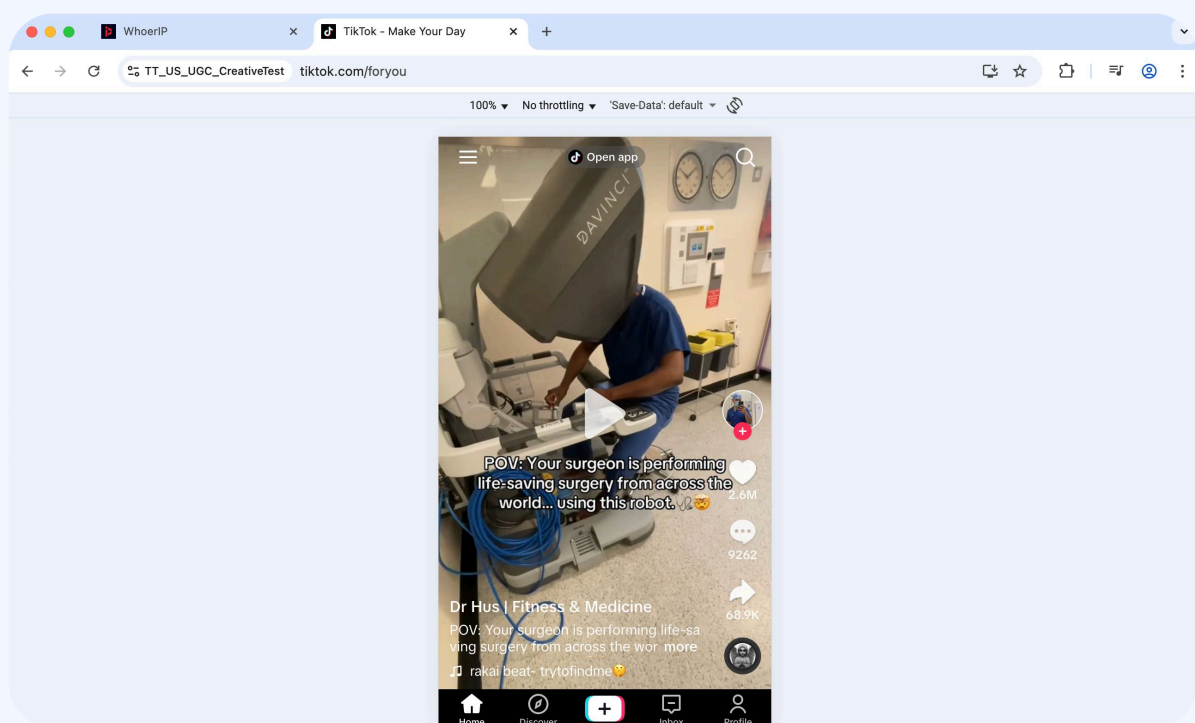 WhoerIP
TikTok - Make Your Day
TT_US_UGC_CreativeTest
tiktok.com/foryou
100%
No throttling
'Save-Data': default
Open app
DAVINCI
POV: Your surgeon is performing
life-saving surgery from across the
world... using this robot. 🩺🤯
2.6M
9262
68.9K
Dr Hus | Fitness & Medicine
POV: Your surgeon is performing life-sa
ving surgery from across the wor more
rakai beat- trytofindme🤫
Home
Discover
Inbox
Profile